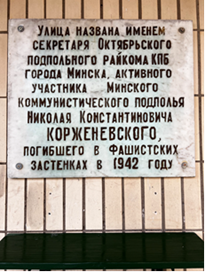 Улица названа именем
секретаря Октябрьского
подпольного райкома КПБ
города Минска, активного
участника Минского
коммунистического подполья
Николая Константиновича
КОРЖЕНЕВСКОГО,
погибшего в фашистских
застенках в 1942 году